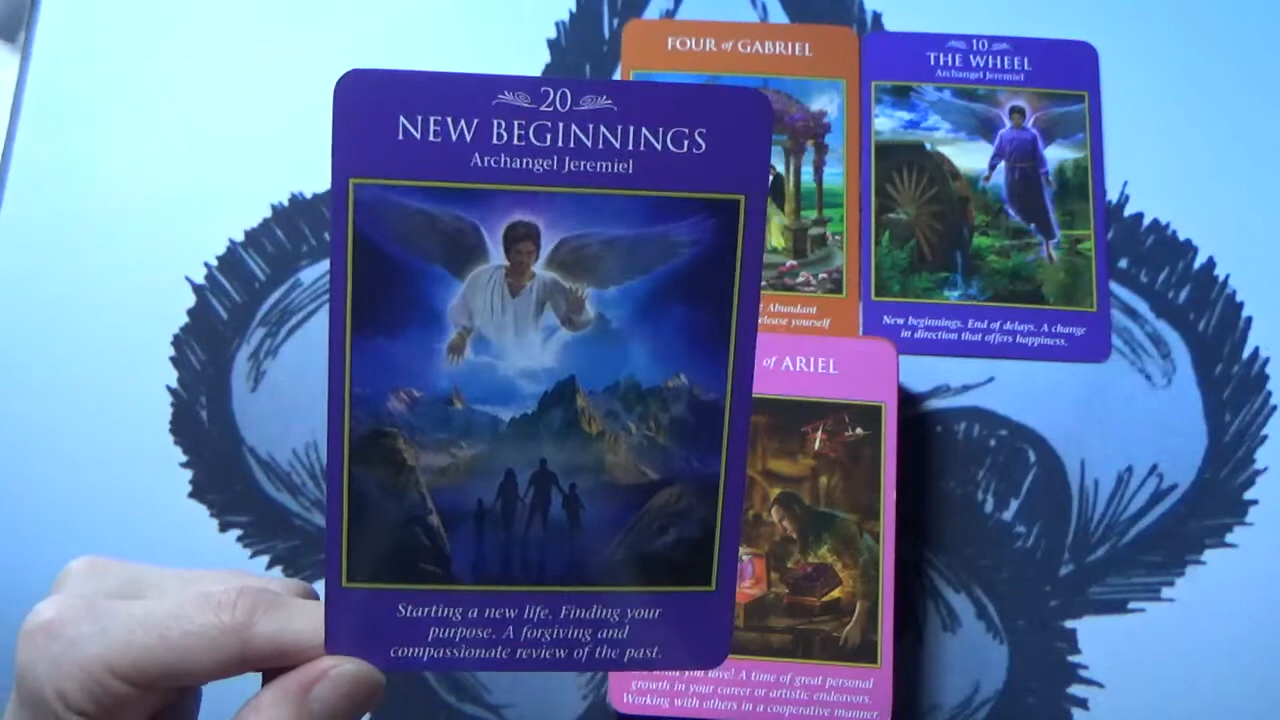 20
NEW BEGINNINGS
Archangel Jeremiel
Starting a new life. Finding your
purpose. A forgiving and
compassionate review of the past.
FOUR of GABRIEL
Abundant
elease yourself
10
THE WHEEL
Archangel Jeremiel
New beginnings. End of delays. A change
in direction that offers happiness.
of ARIEL
what you love! A time of great personal
growth in your career or artistic endeavors.
Working with others in a cooperative manner.